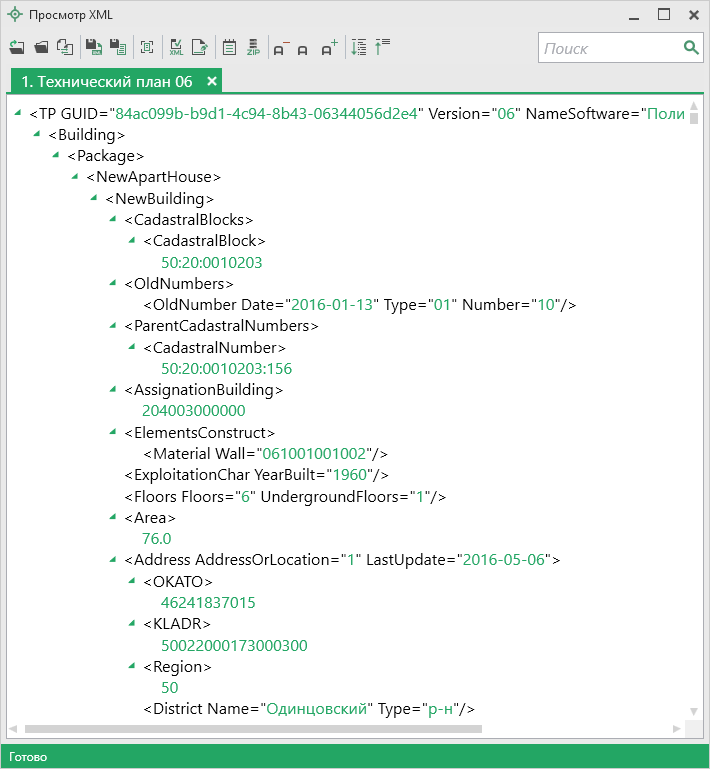 Просмотр XML
XML
ZIP
XML
Поиск
1. Технический план 06
<TP GUID="84ac099b-b9d1-4c94-8b43-06344056d2e4" Version="06" NameSoftware="Поли
<Building>
<Package>
<NewApartHouse>
<NewBuilding>
<CadastralBlocks>
<CadastralBlock>
50:20:0010203
<OldNumbers>
<OldNumber Date="2016-01-13" Type="01" Number="10"/>
<ParentCadastralNumbers>
<CadastralNumber>
50:20:0010203:156
<AssignationBuilding>
204003000000
<ElementsConstruct>
<Material Wall="061001001002"/>
<ExploitationChar YearBuilt="1960"/>
<Floors Floors="6" UndergroundFloors="1"/>
<Area>
76.0
<Address AddressOrLocation="1" LastUpdate="2016-05-06">
<OKATO>
46241837015
<KLADR>
50022000173000300
<Region>
50
<District Name="Одинцовский" Type="р-н"/>
Готово